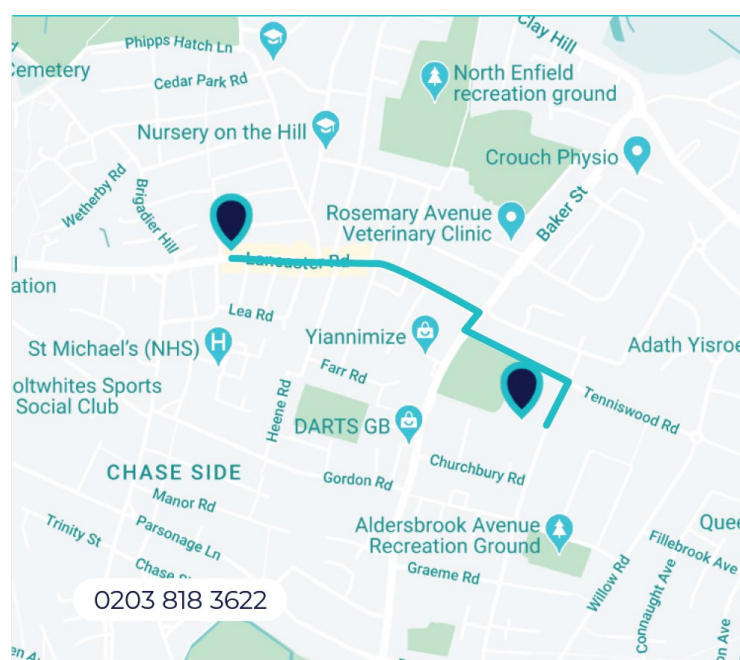 Clay Hill
Phipps Hatch Ln
Cemetery
Cedar Park Rd
North Enfield
recreation ground
Nursery on the Hill
Crouch Physio
Wetherby Rd
Brigadier Hill
Rosemary Avenue
Veterinary Clinic
Baker St
Lancaster Rd
ation
Lea Rd
Yiannimize
St Michael's (NHS)
Adath Yisroe
Farr Rd
oltwhites Sports
Social Club
Heene Rd
Tenniswood Rd
DARTS GB
CHASE SIDE
Gordon Rd
Churchbury Rd
Manor Rd
Trinity St
Parsonage Ln
Aldersbrook Avenue
Recreation Ground
Quee
Fillebrook Ave
Chase
Graeme Rd
Willow Rd
Connaught Ave
0203 818 3622
on Ave